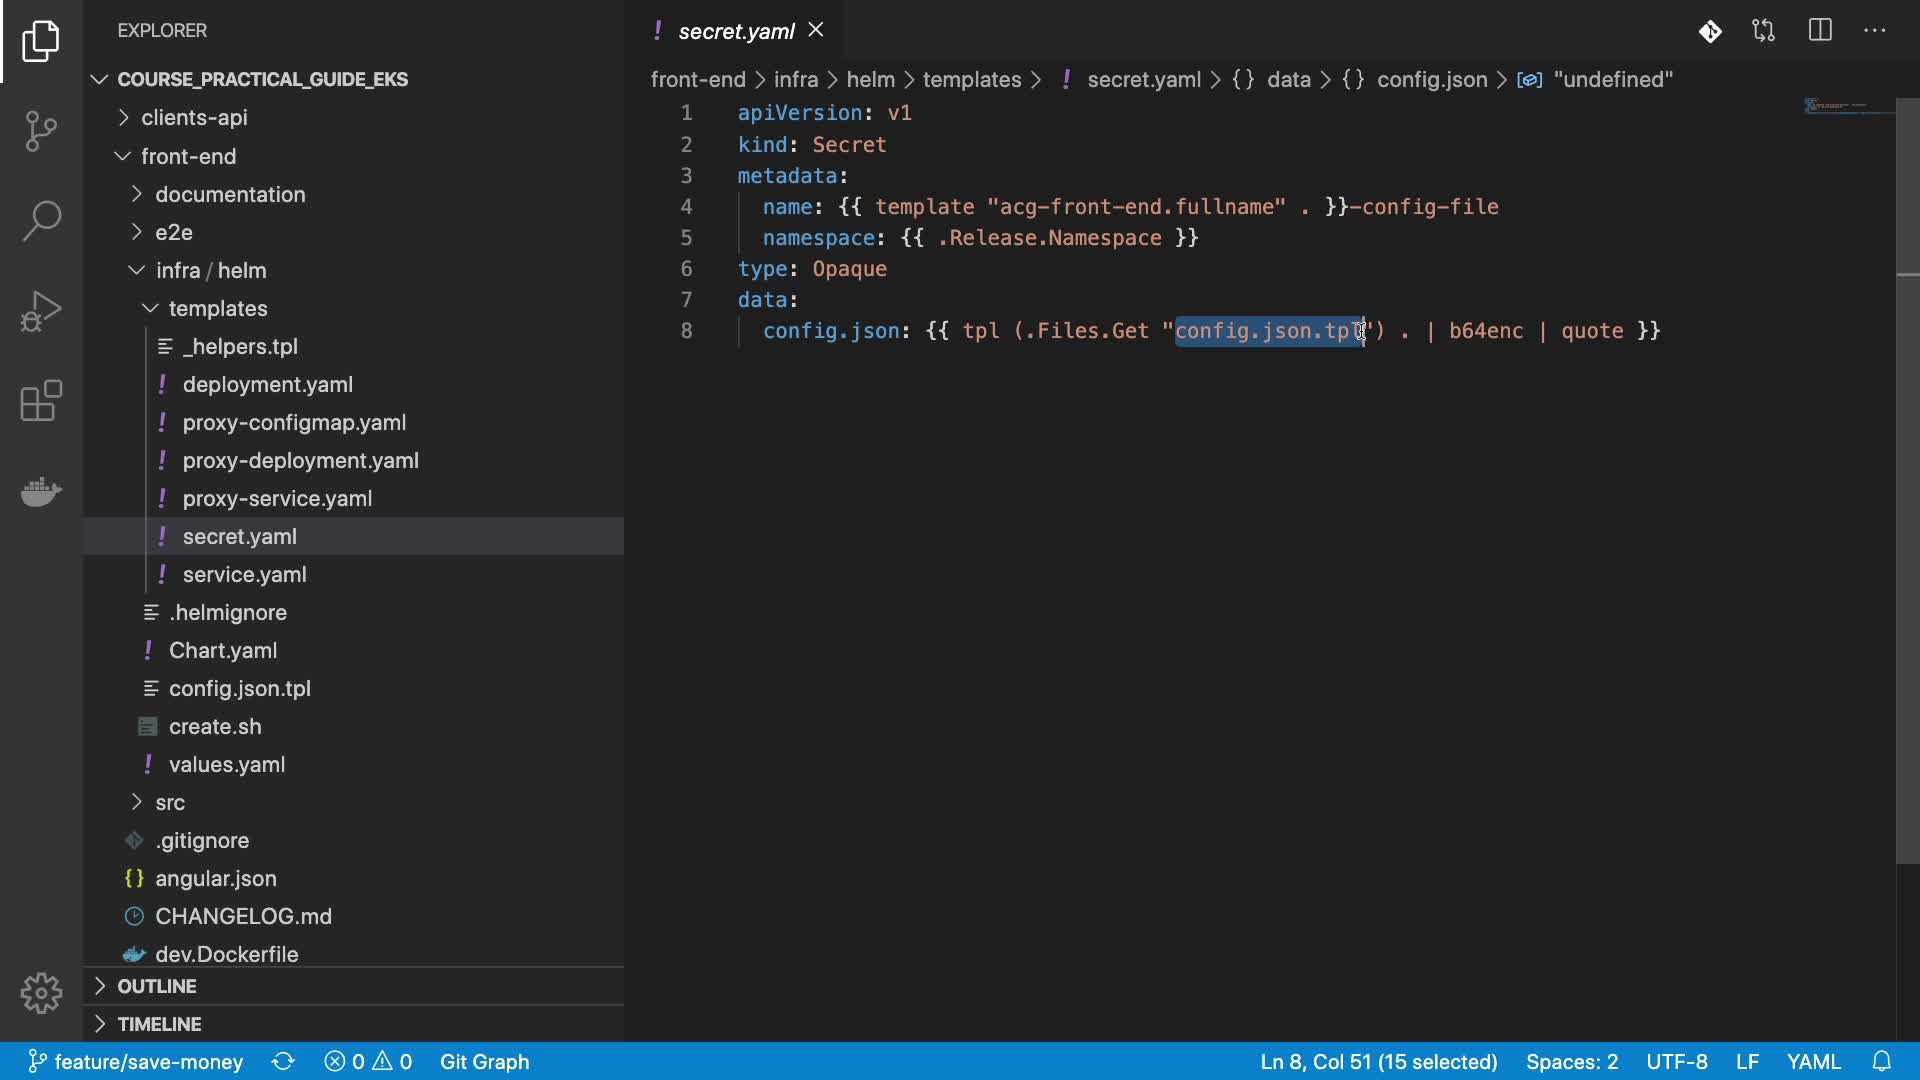 EXPLORER
COURSE_PRACTICAL_GUIDE_EKS
clients-api
front-end
documentation
e2e
infra / helm
templates
_helpers.tpl
deployment.yaml
proxy-configmap.yaml
proxy-deployment.yaml
proxy-service.yaml
secret.yaml
service.yaml
.helmignore
Chart.yaml
config.json.tpl
create.sh
values.yaml
src
.gitignore
angular.json
CHANGELOG.md
dev.Dockerfile
OUTLINE
TIMELINE
! secret.yaml
front-end > infra > helm > templates > ! secret.yaml > {} data > {} config.json > "undefined"
1 apiVersion: v1
2 kind: Secret
3 metadata:
4 name: {{ template "acg-front-end.fullname" . }}-config-file
5 namespace: {{ .Release.Namespace }}
6 type: Opaque
7 data:
8 config.json: {{ tpl (.Files.Get "config.json.tpl") . | b64enc | quote }}
feature/save-money 0 0 Git Graph Ln 8, Col 51 (15 selected) Spaces: 2 UTF-8 LF YAML